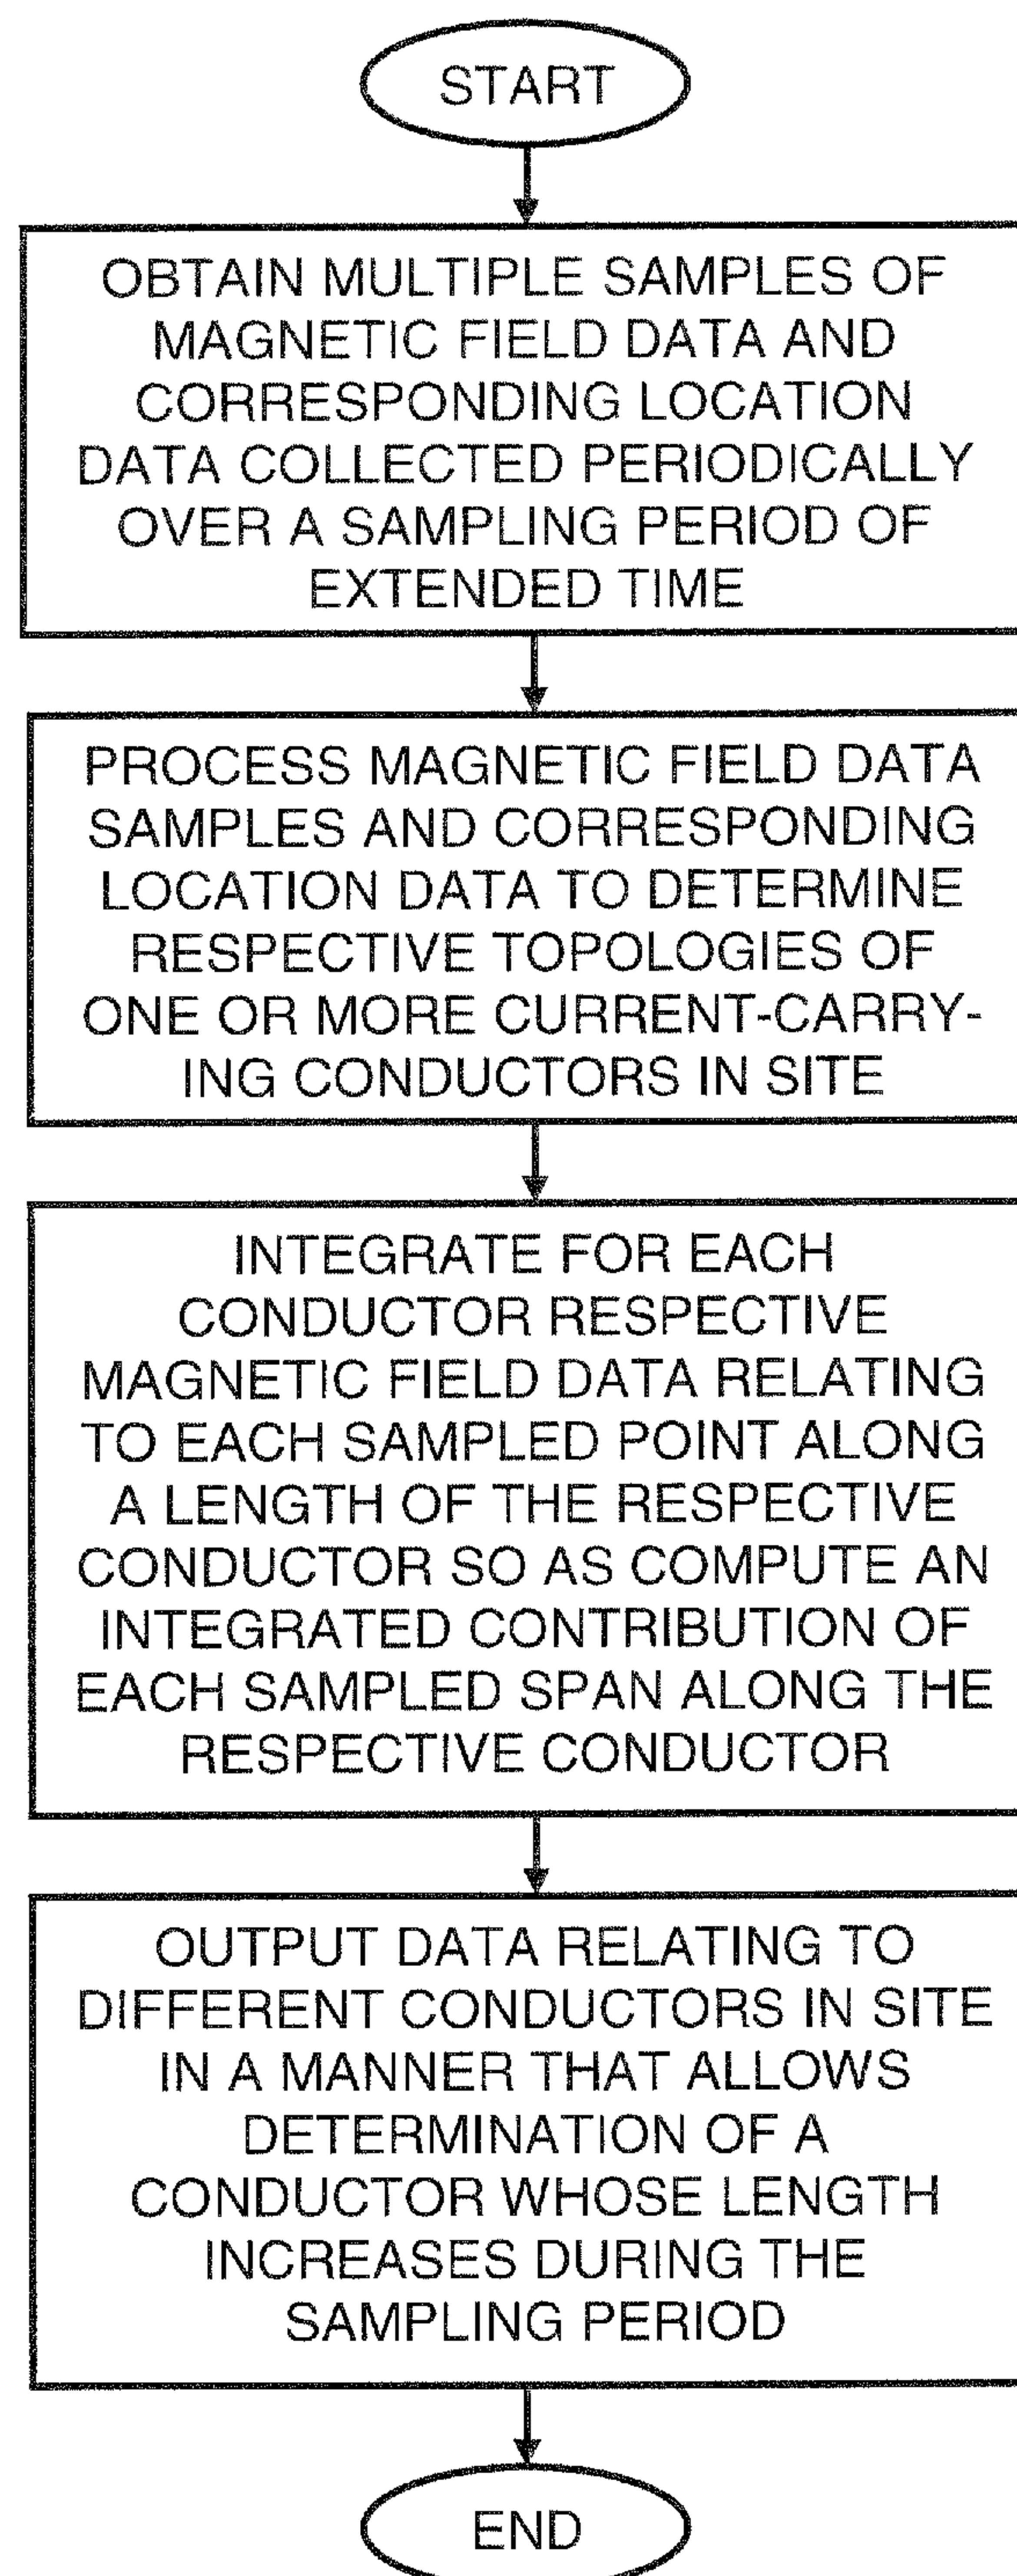 START
OBTAIN MULTIPLE SAMPLES OF
MAGNETIC FIELD DATA AND
CORRESPONDING LOCATION
DATA COLLECTED PERIODICALLY
OVER A SAMPLING PERIOD OF
EXTENDED TIME
PROCESS MAGNETIC FIELD DATA
SAMPLES AND CORRESPONDING
LOCATION DATA TO DETERMINE
RESPECTIVE TOPOLOGIES OF
ONE OR MORE CURRENT-CARRY-
ING CONDUCTORS IN SITE
INTEGRATE FOR EACH
CONDUCTOR RESPECTIVE
MAGNETIC FIELD DATA RELATING
TO EACH SAMPLED POINT ALONG
A LENGTH OF THE RESPECTIVE
CONDUCTOR SO AS COMPUTE AN
INTEGRATED CONTRIBUTION OF
EACH SAMPLED SPAN ALONG THE
RESPECTIVE CONDUCTOR
OUTPUT DATA RELATING TO
DIFFERENT CONDUCTORS IN SITE
IN A MANNER THAT ALLOWS
DETERMINATION OF A
CONDUCTOR WHOSE LENGTH
INCREASES DURING THE
SAMPLING PERIOD
END